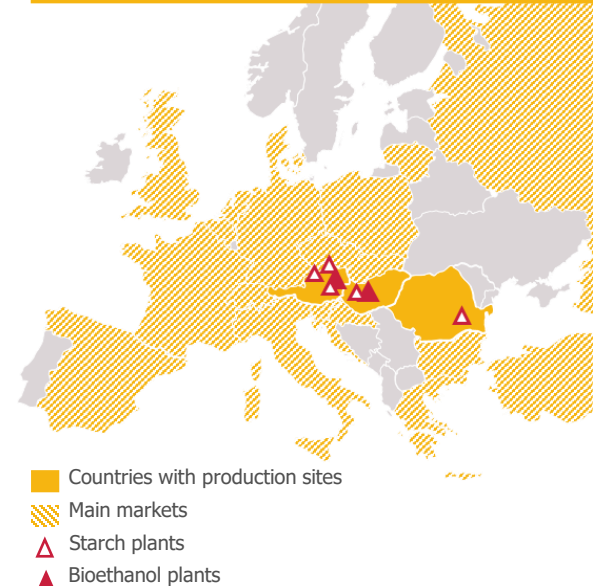 Countries with production sites
Main markets
Starch plants
Bioethanol plants